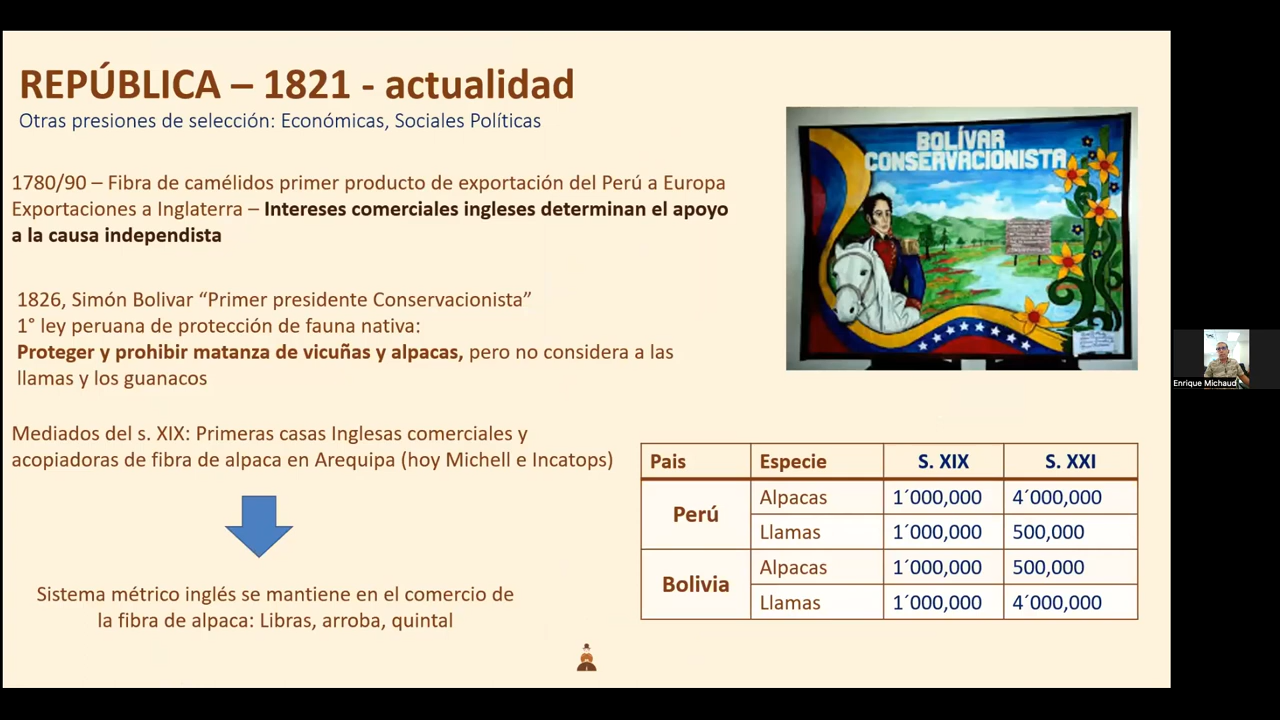 REPÚBLICA – 1821 - actualidad
Otras presiones de selección: Económicas, Sociales Políticas
1780/90 – Fibra de camélidos primer producto de exportación del Perú a Europa
Exportaciones a Inglaterra – Intereses comerciales ingleses determinan el apoyo
a la causa independista
1826, Simón Bolivar “Primer presidente Conservacionista”
1° ley peruana de protección de fauna nativa:
Proteger y prohibir matanza de vicuñas y alpacas, pero no considera a las
llamas y los guanacos
Mediados del s. XIX: Primeras casas Inglesas comerciales y
acopiadoras de fibra de alpaca en Arequipa (hoy Michell e Incatops)
Sistema métrico inglés se mantiene en el comercio de
la fibra de alpaca: Libras, arroba, quintal
BOLÍVAR
CONSERVACIONISTA
Pais Especie S. XIX S. XXI
Perú Alpacas 1´000,000 4´000,000
Llamas 1´000,000 500,000
Bolivia Alpacas 1´000,000 500,000
Llamas 1´000,000 4´000,000
Enrique Michaud